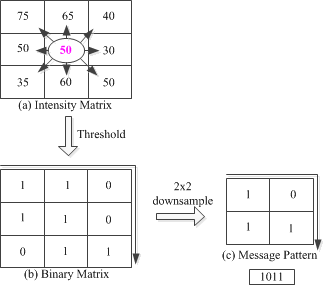 75 65 40
50 50 30
35 60 50
(a) Intensity Matrix
Threshold
1 1 0
1 1 0
0 1 1
(b) Binary Matrix
2x2
downsample
1 0
1 1
(c) Message Pattern
1011